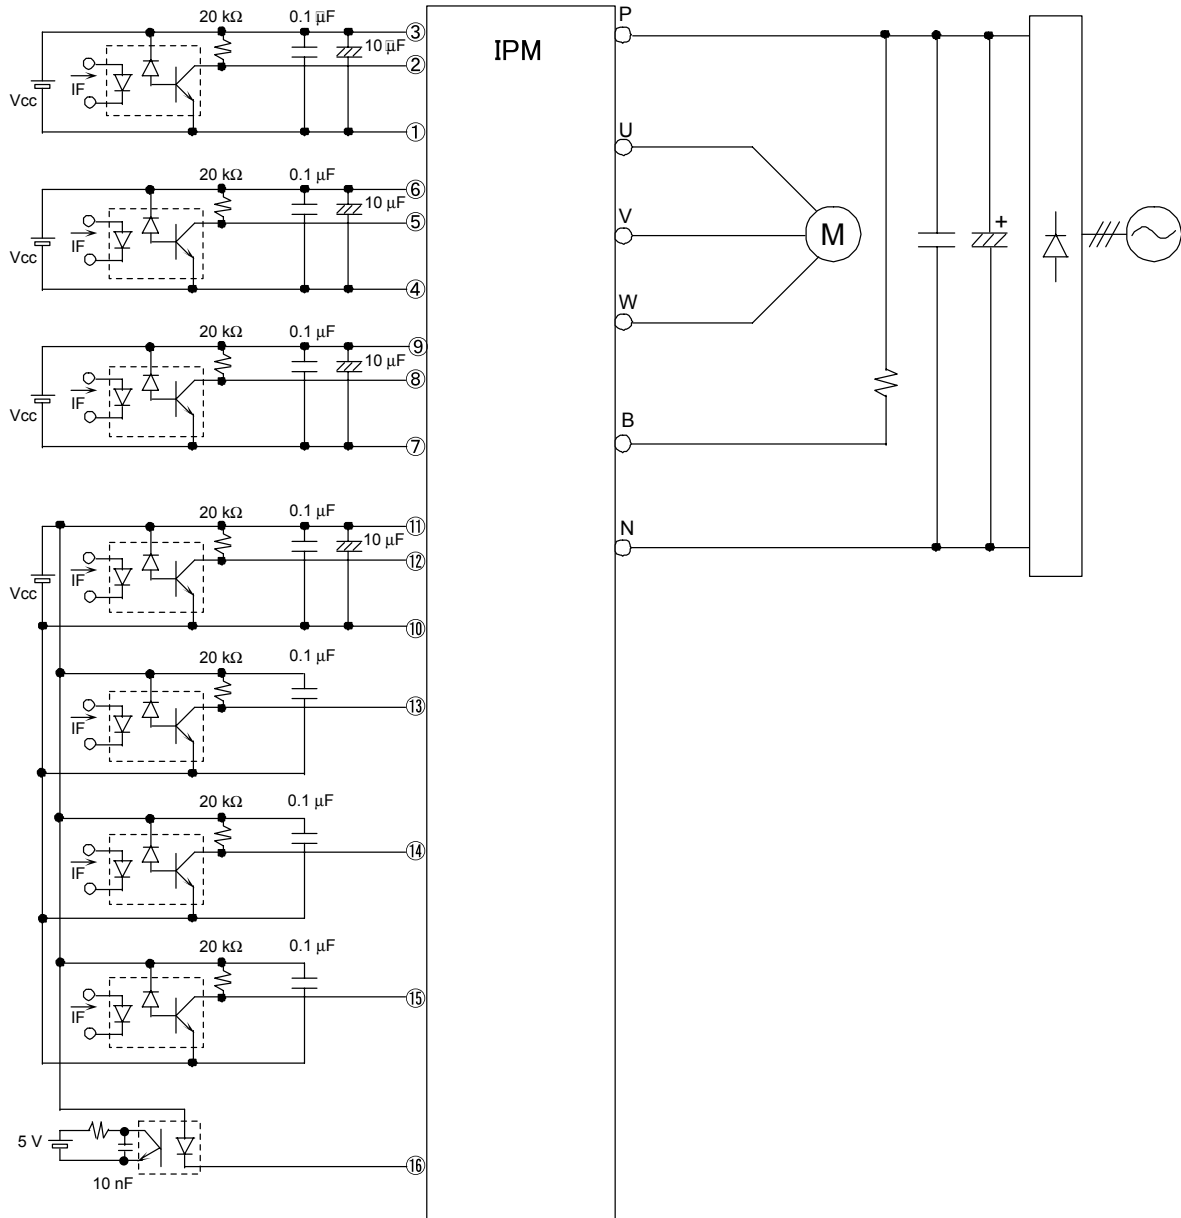 20 kΩ 0.1 μF ③ P
IPM
10 μF
②
IF
Vcc
①
U
20 kΩ 0.1 μF ⑥
10 μF
⑤
V
M +
IF
Vcc
④
W
20 kΩ 0.1 μF ⑨
10 μF
⑧
IF
Vcc
B
⑦
20 kΩ 0.1 μF ⑪
N
10 μF
⑫
IF
Vcc
⑩
20 kΩ 0.1 μF
⑬
IF
20 kΩ 0.1 μF
⑭
IF
20 kΩ 0.1 μF
⑮
IF
5 V
⑯
10 nF